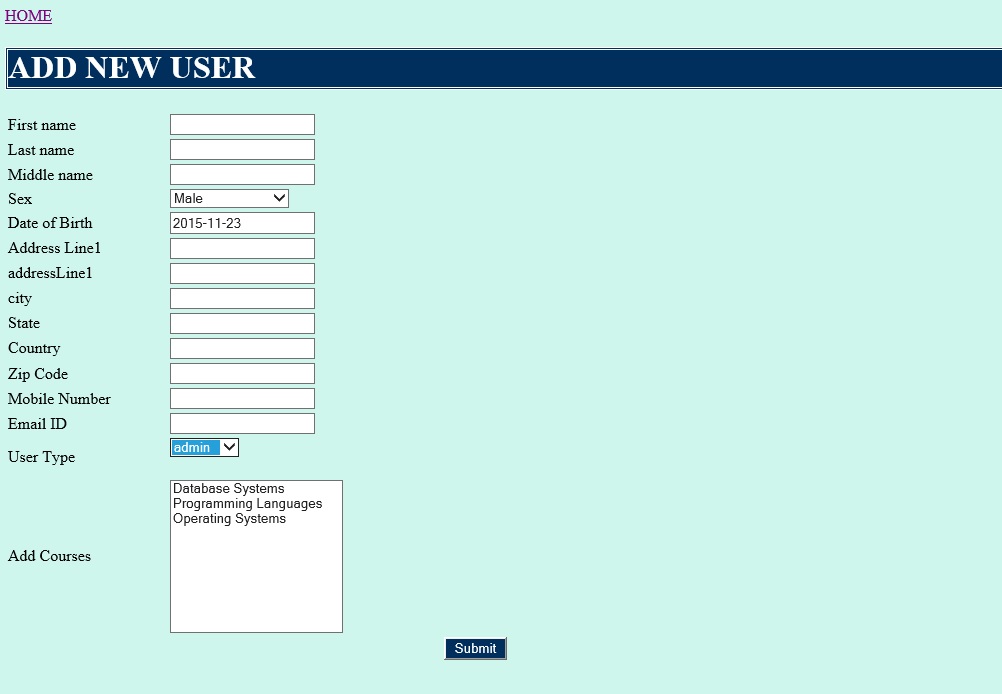 HOME
ADD NEW USER
First name
Last name
Middle name
Sex Male
Date of Birth 2015-11-23
Address Line1
addressLine1
city
State
Country
Zip Code
Mobile Number
Email ID
User Type admin
Database Systems
Programming Languages
Operating Systems
Add Courses
Submit